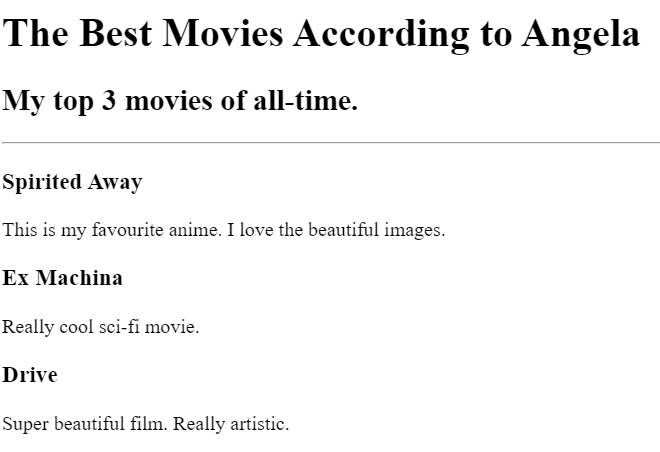 The Best Movies According to Angela
My top 3 movies of all-time.
Spirited Away
This is my favourite anime. I love the beautiful images.
Ex Machina
Really cool sci-fi movie.
Drive
Super beautiful film. Really artistic.